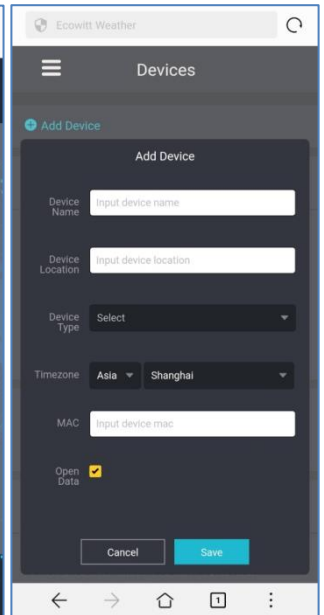 Ecowitt Weather
Devices
Add Device
Add Device
Device
Name
Input device name
Device
Location
Input device location
Device
Type
Select
Timezone
Asia
Shanghai
MAC
Input device mac
Open
Data
Cancel
Save
1